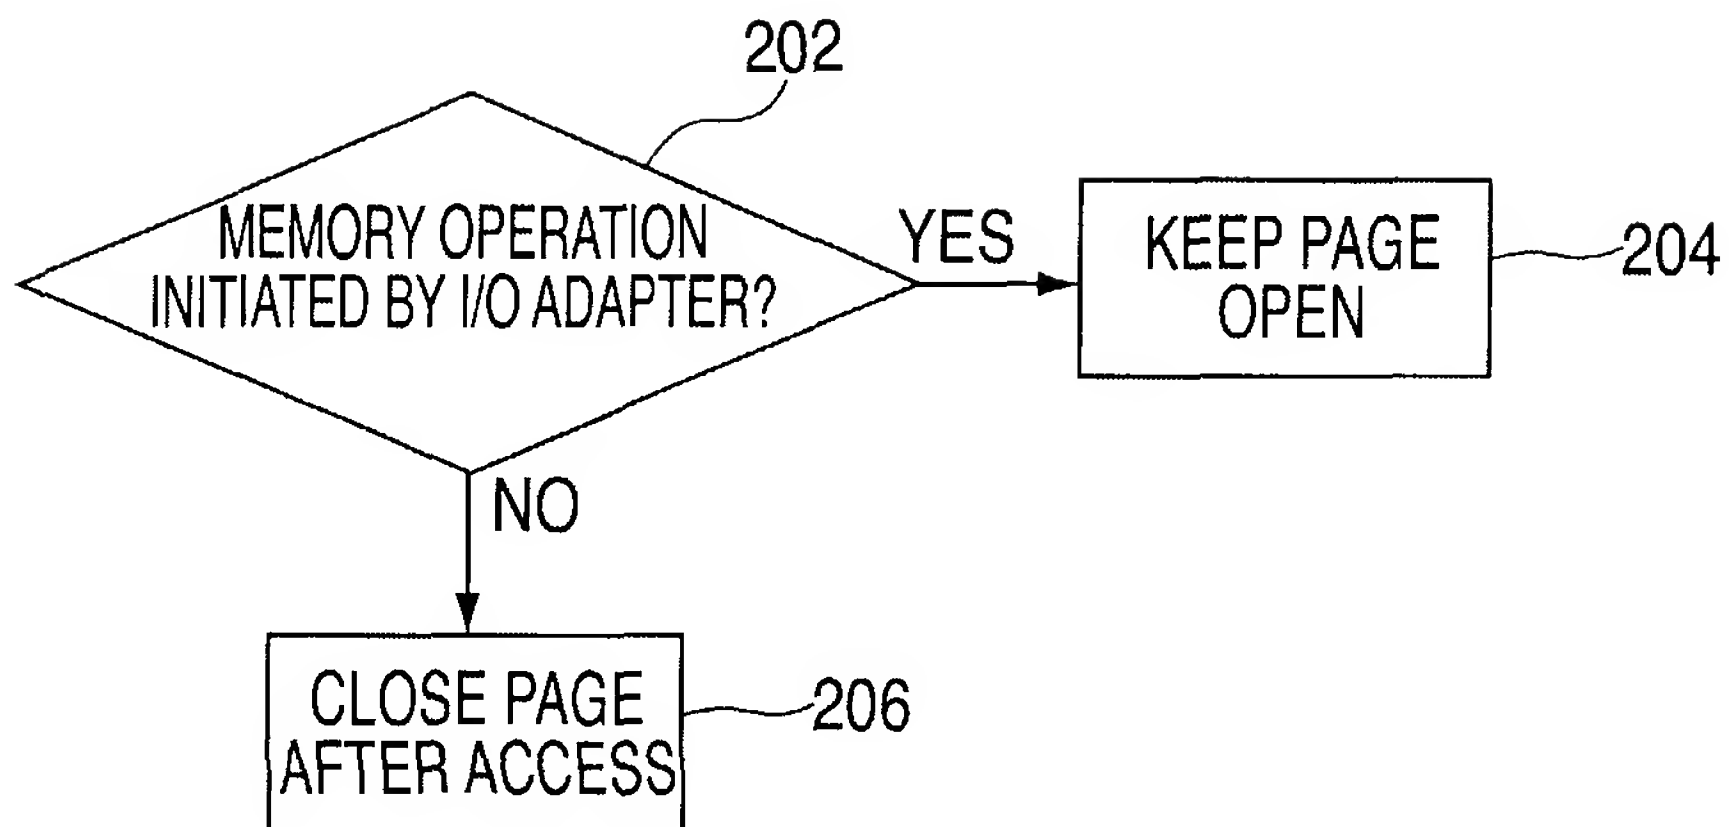 202
MEMORY OPERATION
INITIATED BY I/O ADAPTER?
YES
KEEP PAGE
OPEN
204
NO
CLOSE PAGE
AFTER ACCESS
206